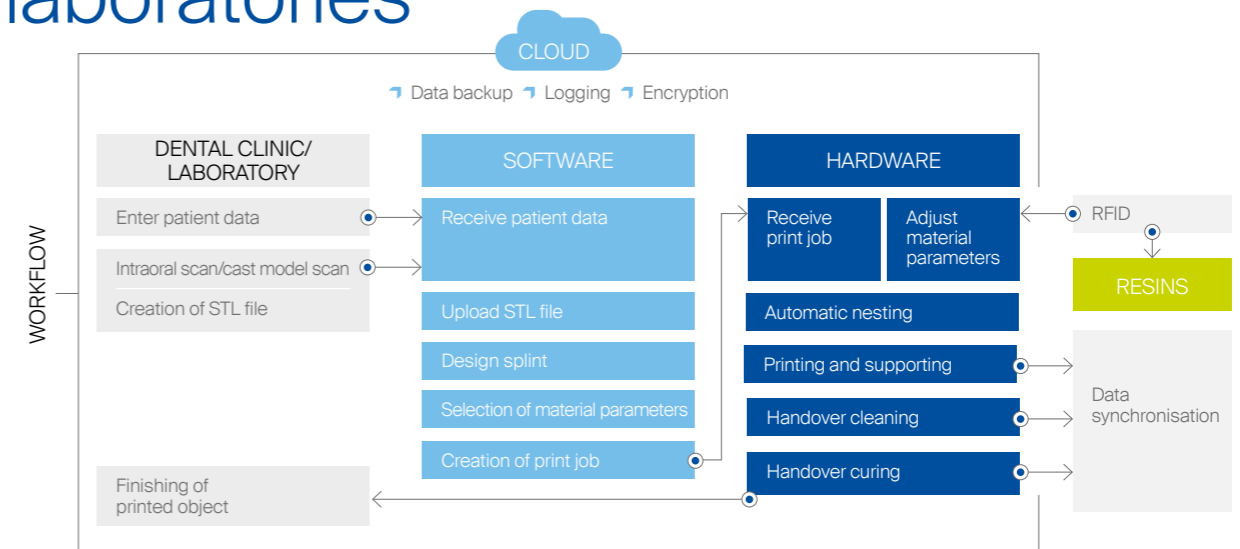 laboratories
CLOUD
Data backup Logging Encryption
WORKFLOW
DENTAL CLINIC/
LABORATORY
Enter patient data
Intraoral scan/cast model scan
Creation of STL file
Finishing of
printed object
SOFTWARE
Receive patient data
Upload STL file
Design splint
Selection of material parameters
Creation of print job
HARDWARE
Receive
print job
Adjust
material
parameters
Automatic nesting
Printing and supporting
Handover cleaning
Handover curing
RFID
RESINS
Data
synchronisation